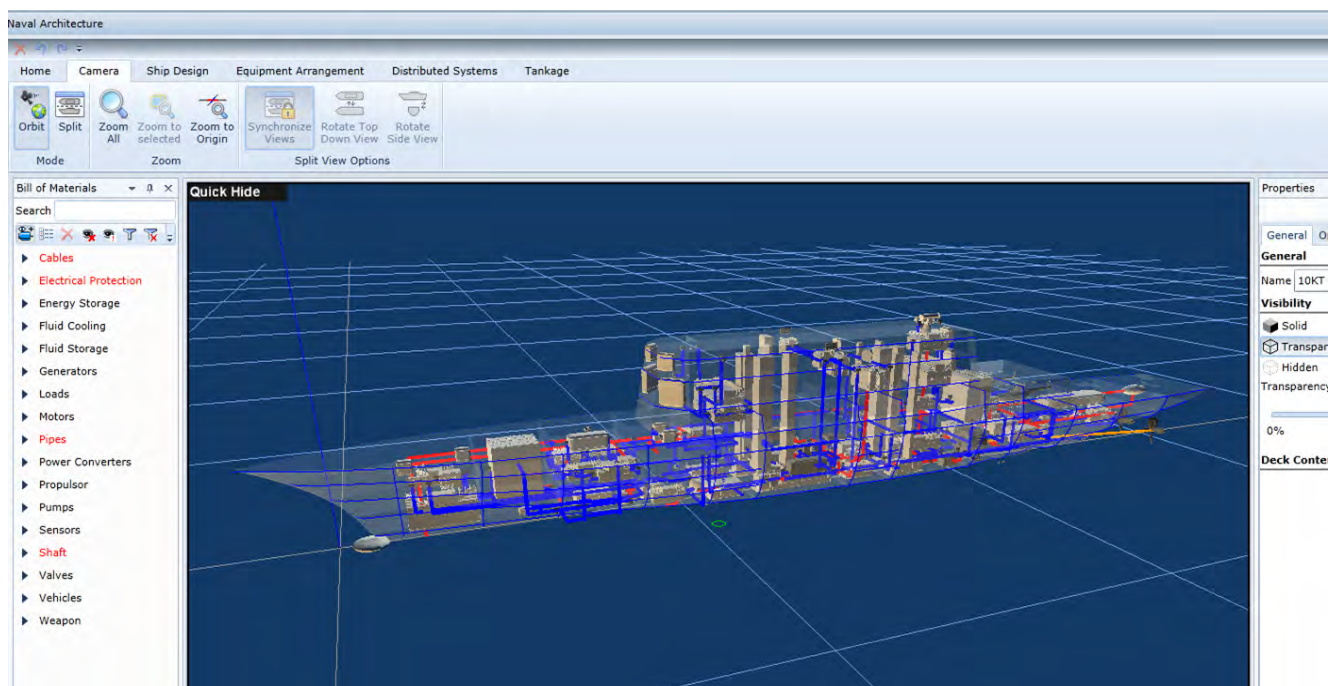 Naval Architecture
Home Camera Ship Design Equipment Arrangement Distributed Systems Tankage
Orbit Split Zoom All Zoom to selected Zoom to Origin Synchronize Views Rotate Top Down View Rotate Side View
Mode Zoom Split View Options
Bill of Materials
Search
Cables
Electrical Protection
Energy Storage
Fluid Cooling
Fluid Storage
Generators
Loads
Motors
Pipes
Power Converters
Propulsor
Pumps
Sensors
Shaft
Valves
Vehicles
Weapon
Quick Hide
Properties
General O
General
Name 10KT
Visibility
Solid
Transpar
Hidden
Transparency
0%
Deck Conte